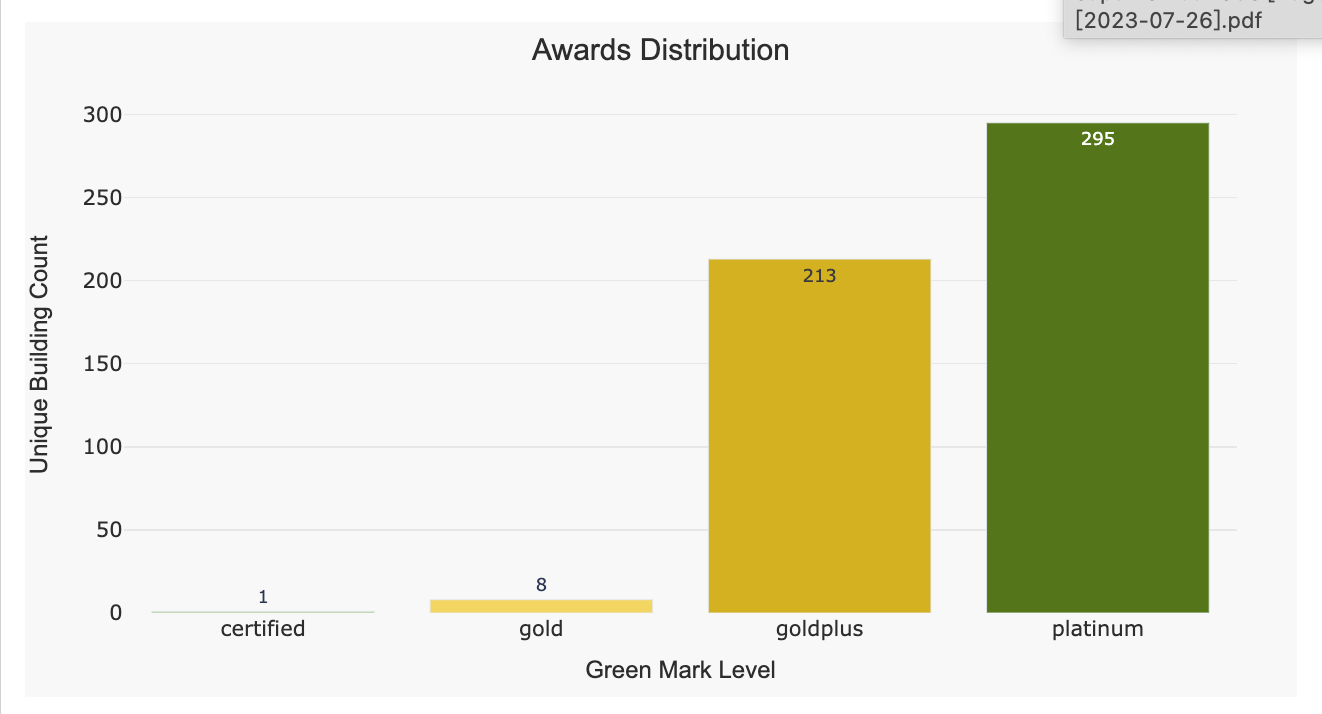 [2023-07-26].pdf
Awards Distribution
300
250
200
150
100
50
0
Unique Building Count
1
8
213
295
certified
gold
goldplus
platinum
Green Mark Level